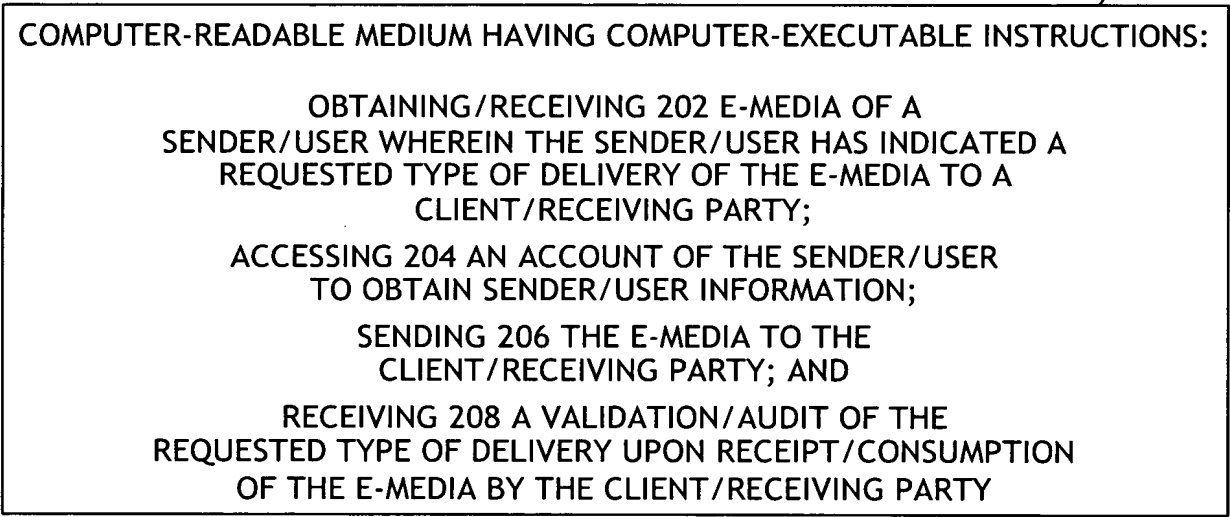 COMPUTER-READABLE MEDIUM HAVING COMPUTER-EXECUTABLE INSTRUCTIONS:
OBTAINING/RECEIVING 202 E-MEDIA OF A
SENDER/USER WHEREIN THE SENDER/USER HAS INDICATED A
REQUESTED TYPE OF DELIVERY OF THE E-MEDIA TO A
CLIENT/RECEIVING PARTY;
ACCESSING 204 AN ACCOUNT OF THE SENDER/USER
TO OBTAIN SENDER/USER INFORMATION;
SENDING 206 THE E-MEDIA TO THE
CLIENT/RECEIVING PARTY; AND
RECEIVING 208 A VALIDATION/AUDIT OF THE
REQUESTED TYPE OF DELIVERY UPON RECEIPT/CONSUMPTION
OF THE E-MEDIA BY THE CLIENT/RECEIVING PARTY